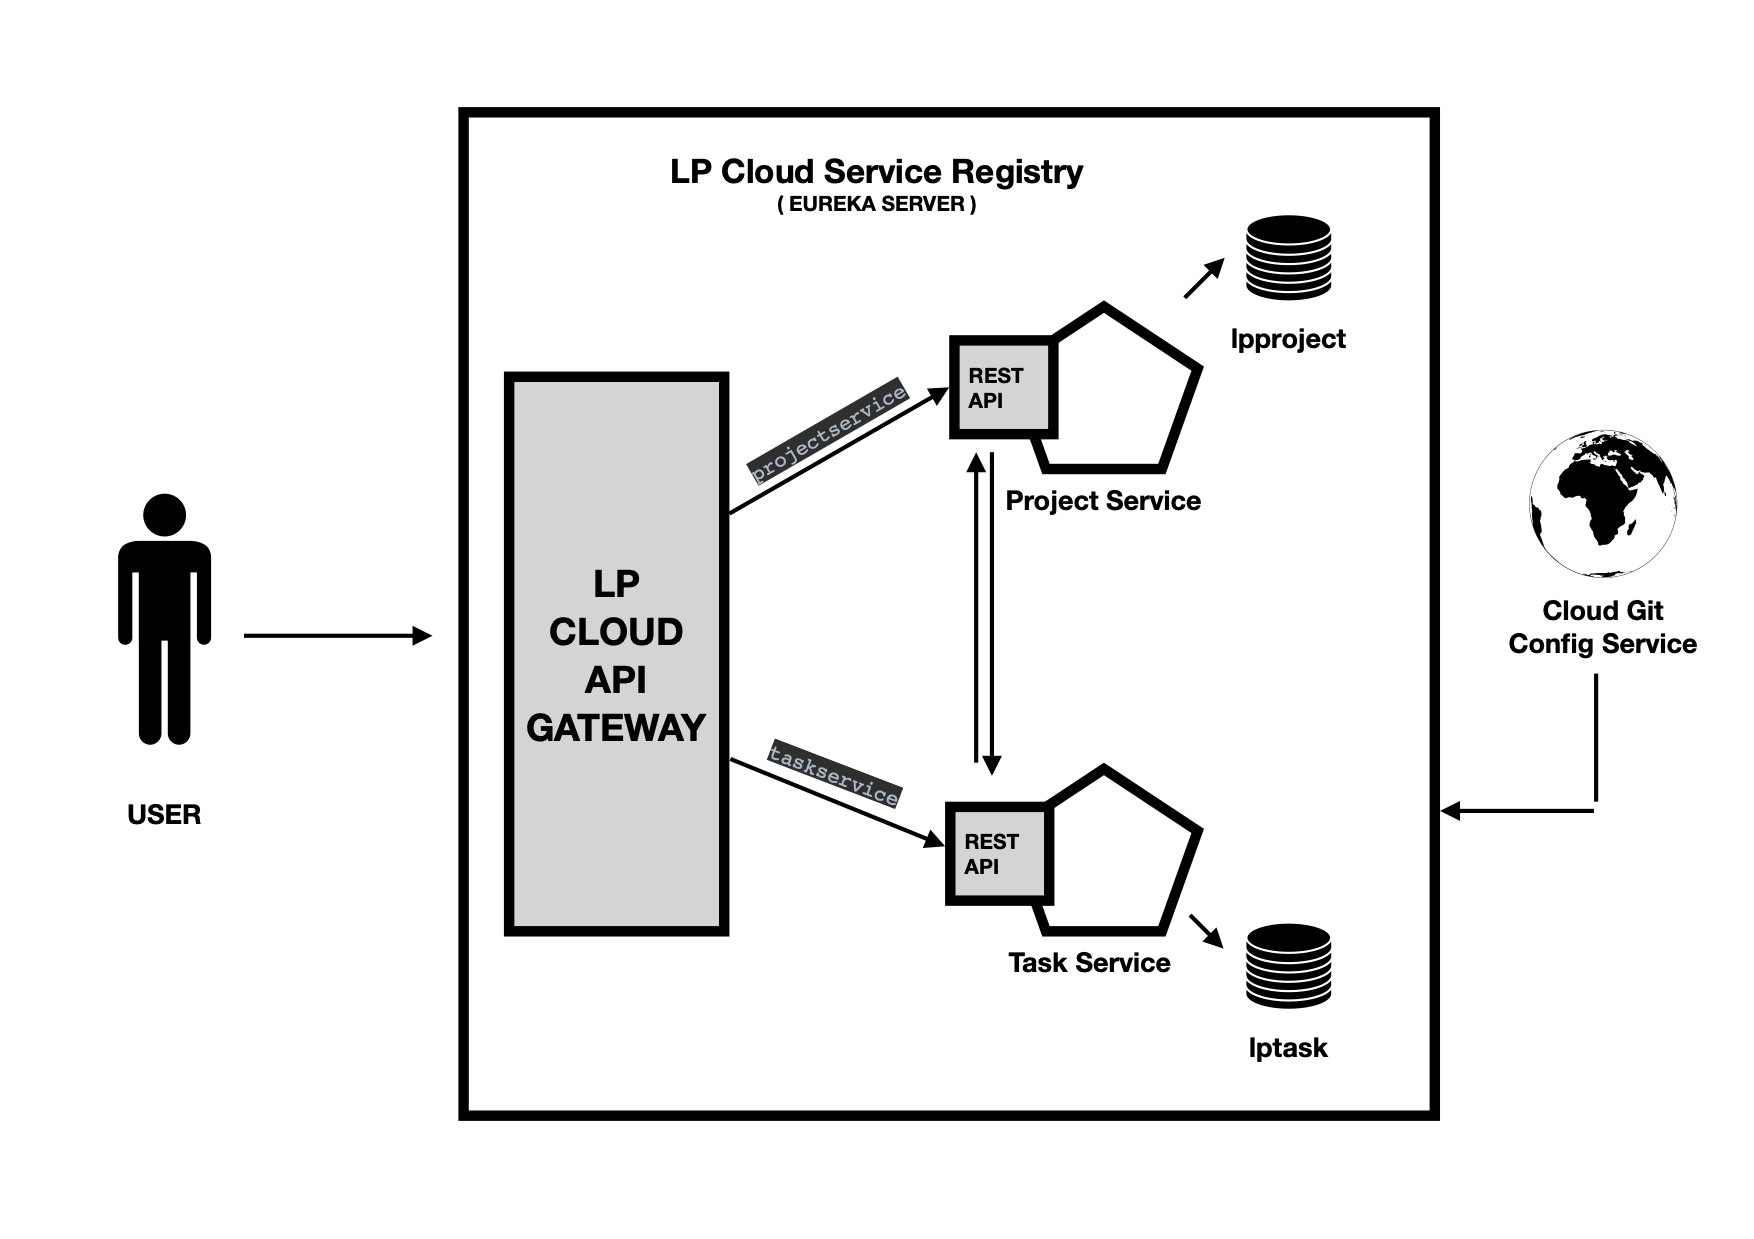 LP Cloud Service Registry
( EUREKA SERVER )
lpproject
REST
API
projectservice
Project Service
LP
CLOUD
API
GATEWAY
Cloud Git
Config Service
taskservice
USER
REST
API
Task Service
lptask